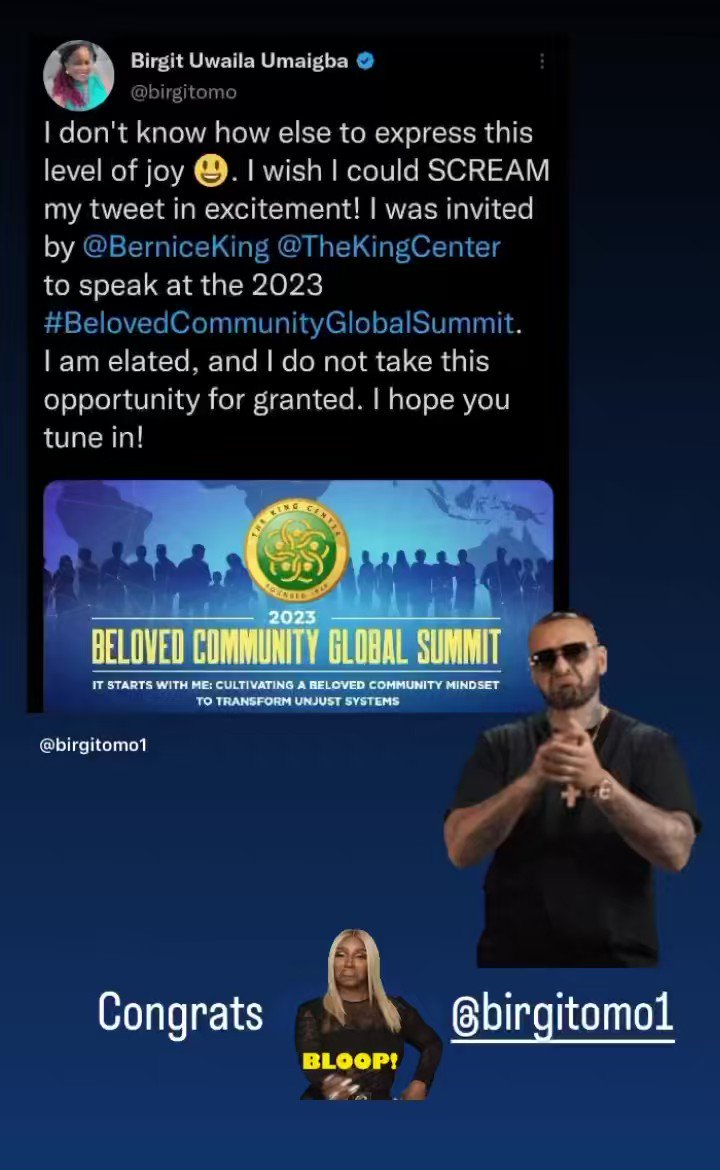 Birgit Uwaila Umaigba
@birgitomo
I don't know how else to express this
level of joy 😃. I wish I could SCREAM
my tweet in excitement! I was invited
by @BerniceKing @TheKingCenter
to speak at the 2023
#BelovedCommunityGlobalSummit.
I am elated, and I do not take this
opportunity for granted. I hope you
tune in!
THE KING CENTER
2023
BELOVED COMMUNITY GLOBAL SUMMIT
IT STARTS WITH ME: CULTIVATING A BELOVED COMMUNITY MINDSET
TO TRANSFORM UNJUST SYSTEMS
@birgitomo1
Congrats @birgitomo1
BLOOP!